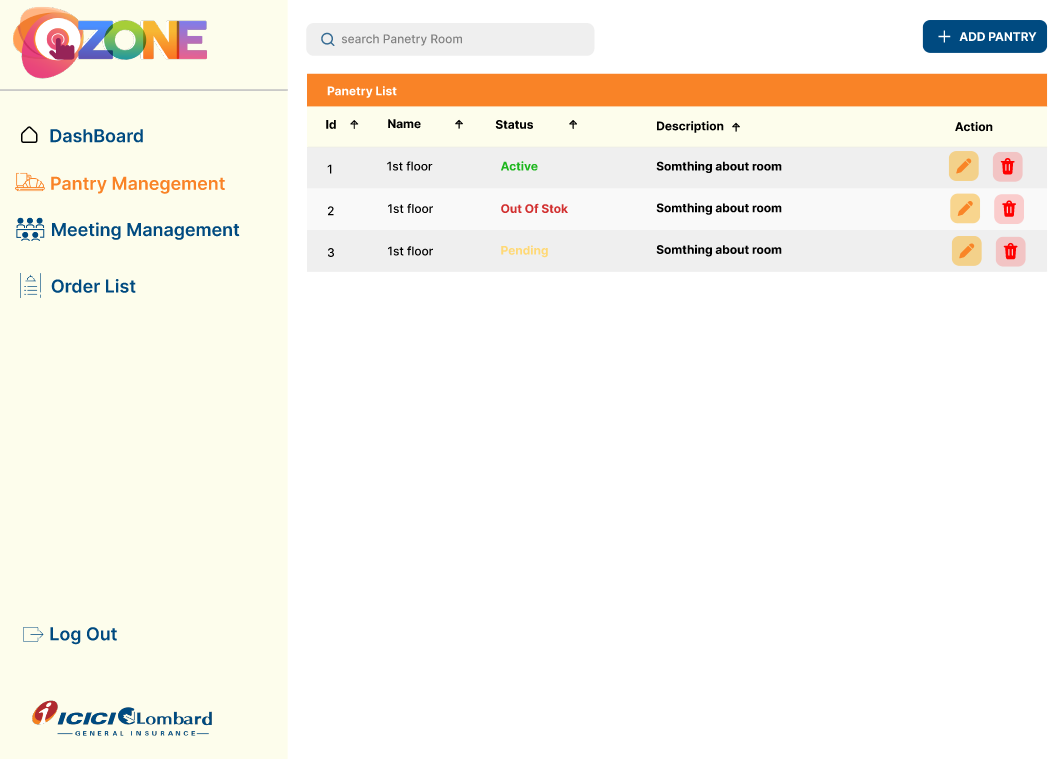 OZONE
DashBoard
Pantry Manegement
Meeting Management
Order List
Log Out
ICICI Lombard
GENERAL INSURANCE
search Panetry Room
ADD PANTRY
Panetry List
Id Name Status Description Action
1 1st floor Active Somthing about room
2 1st floor Out Of Stok Somthing about room
3 1st floor Pending Somthing about room